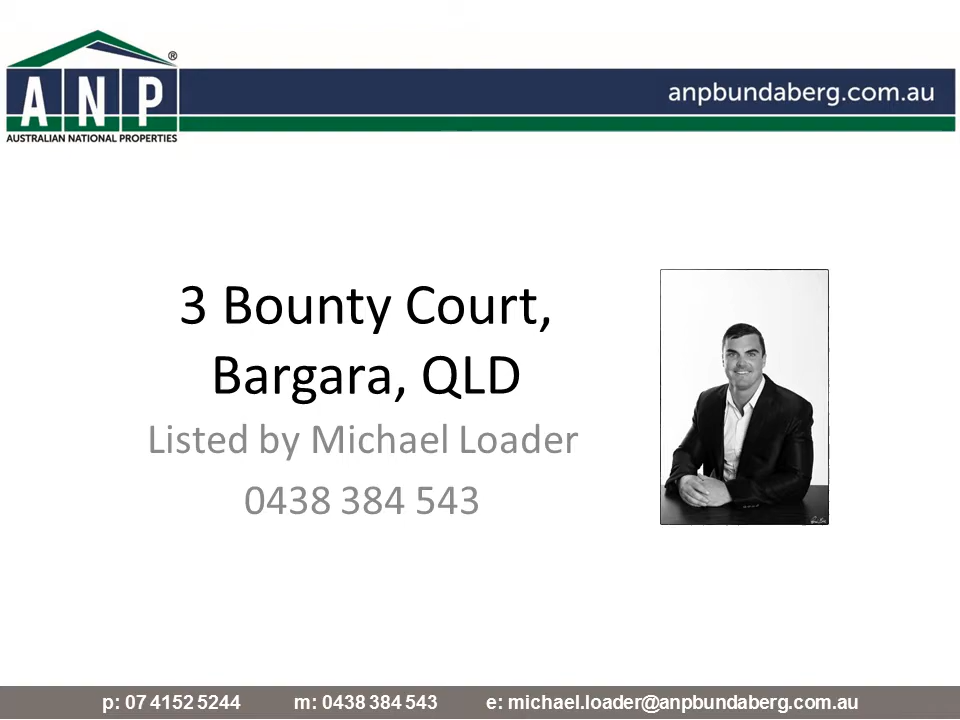 ANP®
AUSTRALIAN NATIONAL PROPERTIES
anpbundaberg.com.au
3 Bounty Court,
Bargara, QLD
Listed by Michael Loader
0438 384 543
p: 07 4152 5244 m: 0438 384 543 e: michael.loader@anpbundaberg.com.au